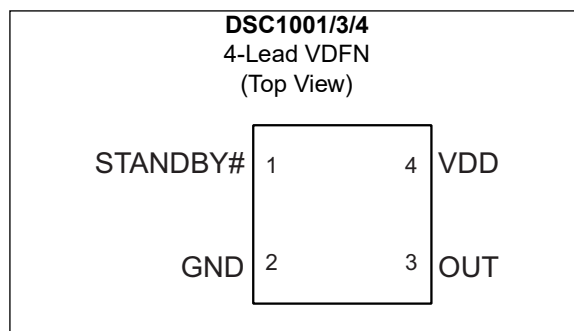 DSC1001/3/4
4-Lead VDFN
(Top View)
STANDBY# 1 4 VDD
GND 2 3 OUT